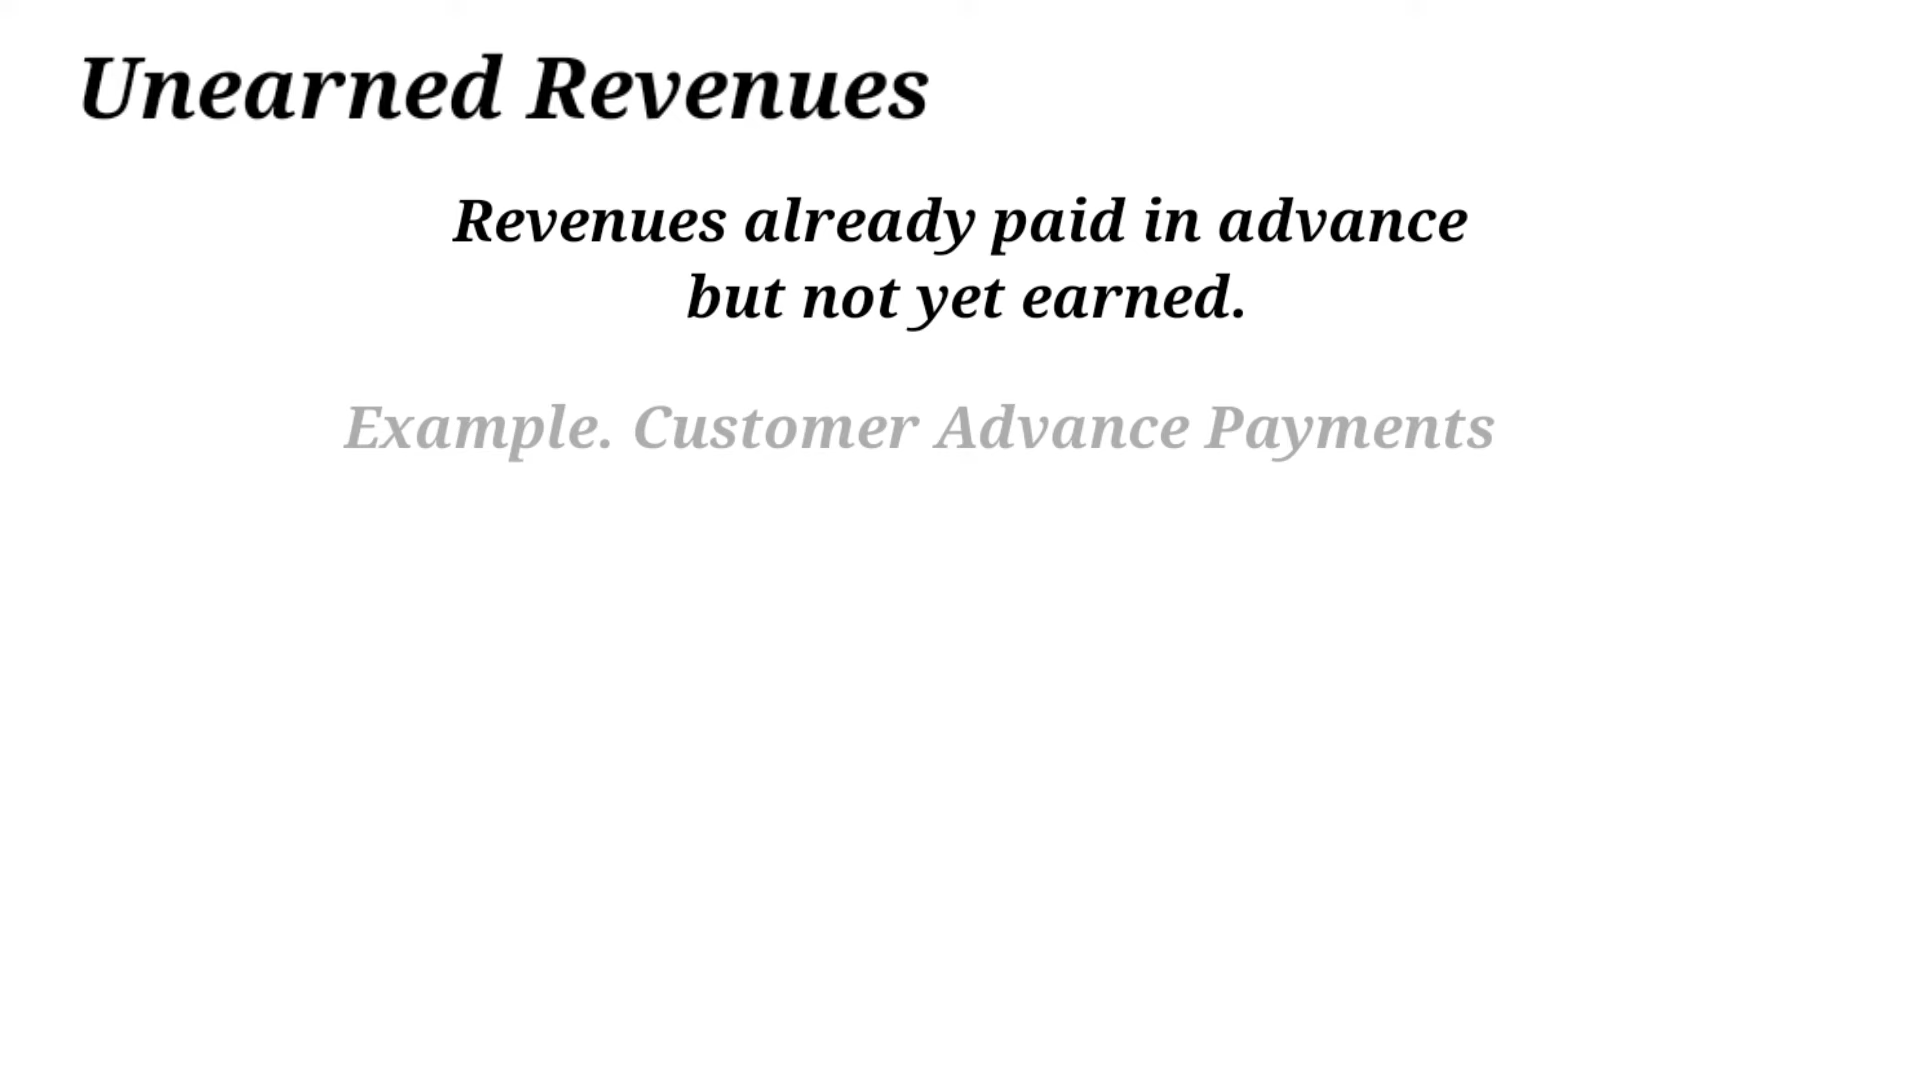 Unearned Revenues
Revenues already paid in advance
but not yet earned.
Example. Customer Advance Payments